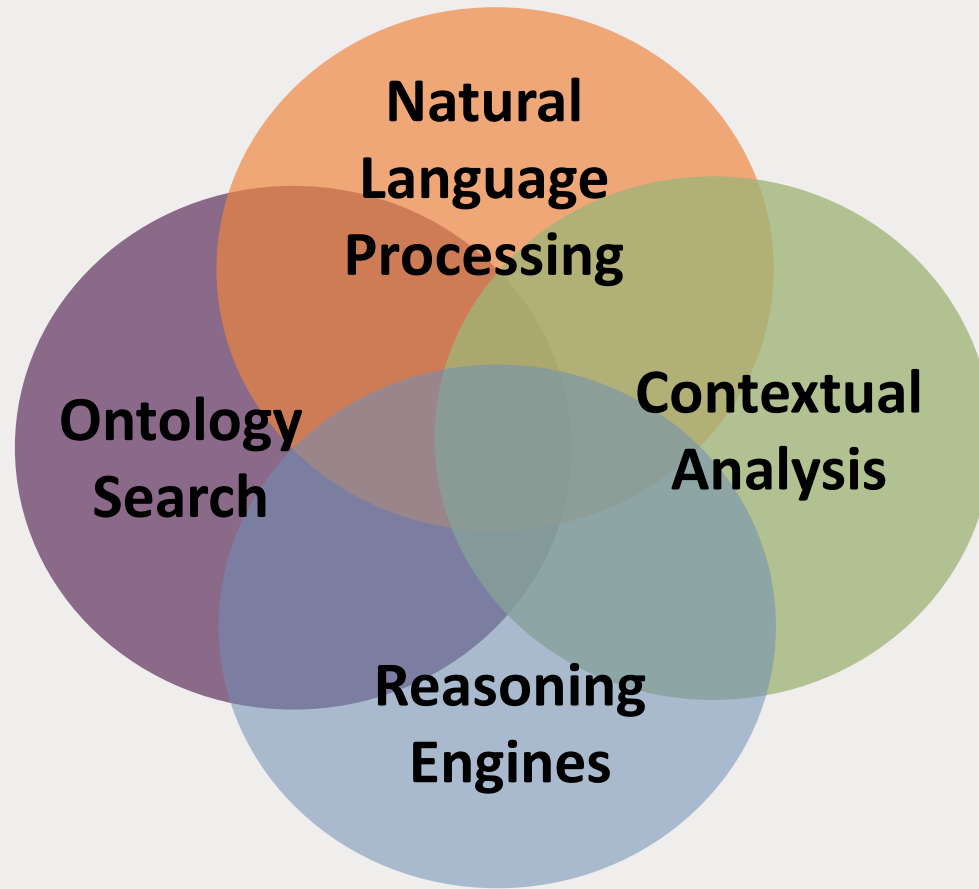 Natural
Language
Processing
Ontology
Search
Contextual
Analysis
Reasoning
Engines